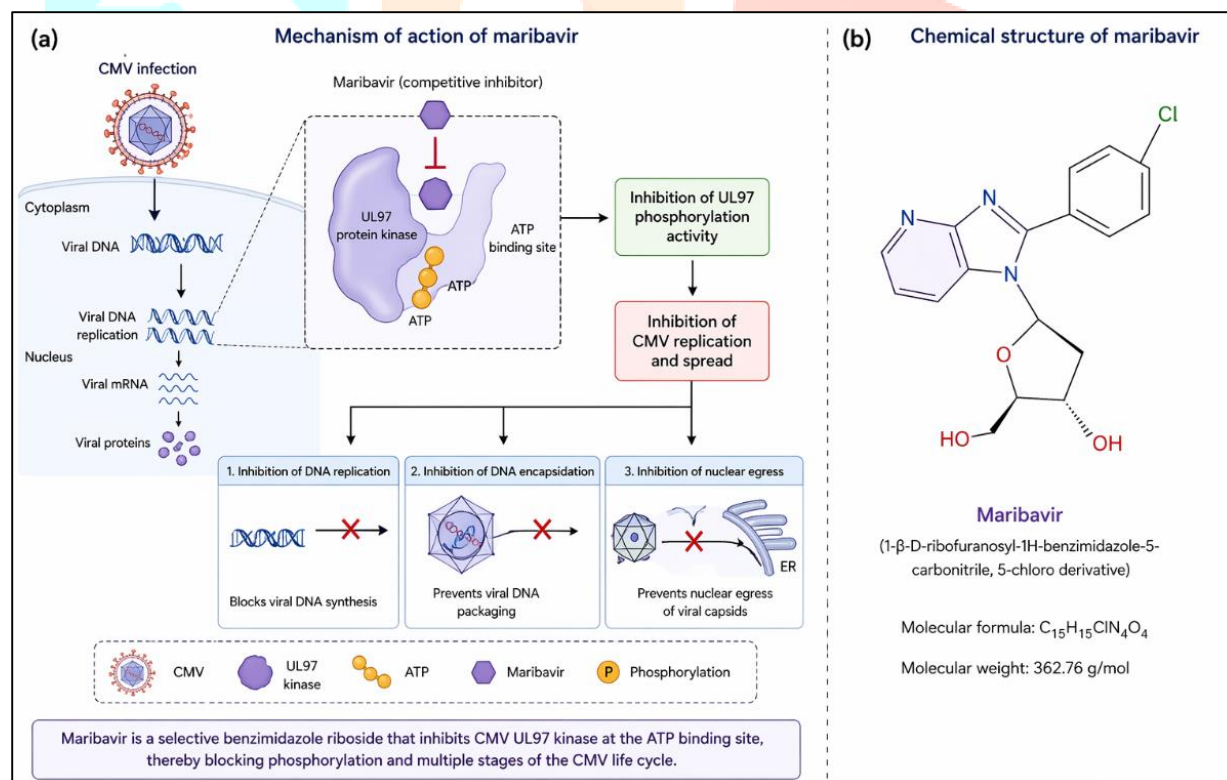 (a)
Mechanism of action of maribavir
CMV infection
Maribavir (competitive inhibitor)
Cytoplasm
Viral DNA
Viral DNA
replication
Nucleus
Viral mRNA
Viral proteins
UL97
protein kinase
ATP
binding site
ATP
ATP
Inhibition of UL97
phosphorylation
activity
Inhibition of
CMV replication
and spread
1. Inhibition of DNA replication
Blocks viral DNA synthesis
2. Inhibition of DNA encapsidation
Prevents viral DNA
packaging
3. Inhibition of nuclear egress
ER
Prevents nuclear egress
of viral capsids
CMV
UL97
kinase
ATP
Maribavir
P
Phosphorylation
Maribavir is a selective benzimidazole riboside that inhibits CMV UL97 kinase at the ATP binding site,
thereby blocking phosphorylation and multiple stages of the CMV life cycle.
(b)
Chemical structure of maribavir
Cl
N
N
N
O
HO
OH
Maribavir
(1-β-D-ribofuranosyl-1H-benzimidazole-5-
carbonitrile, 5-chloro derivative)
Molecular formula: C₁₅H₁₅ClN₄O₄
Molecular weight: 362.76 g/mol